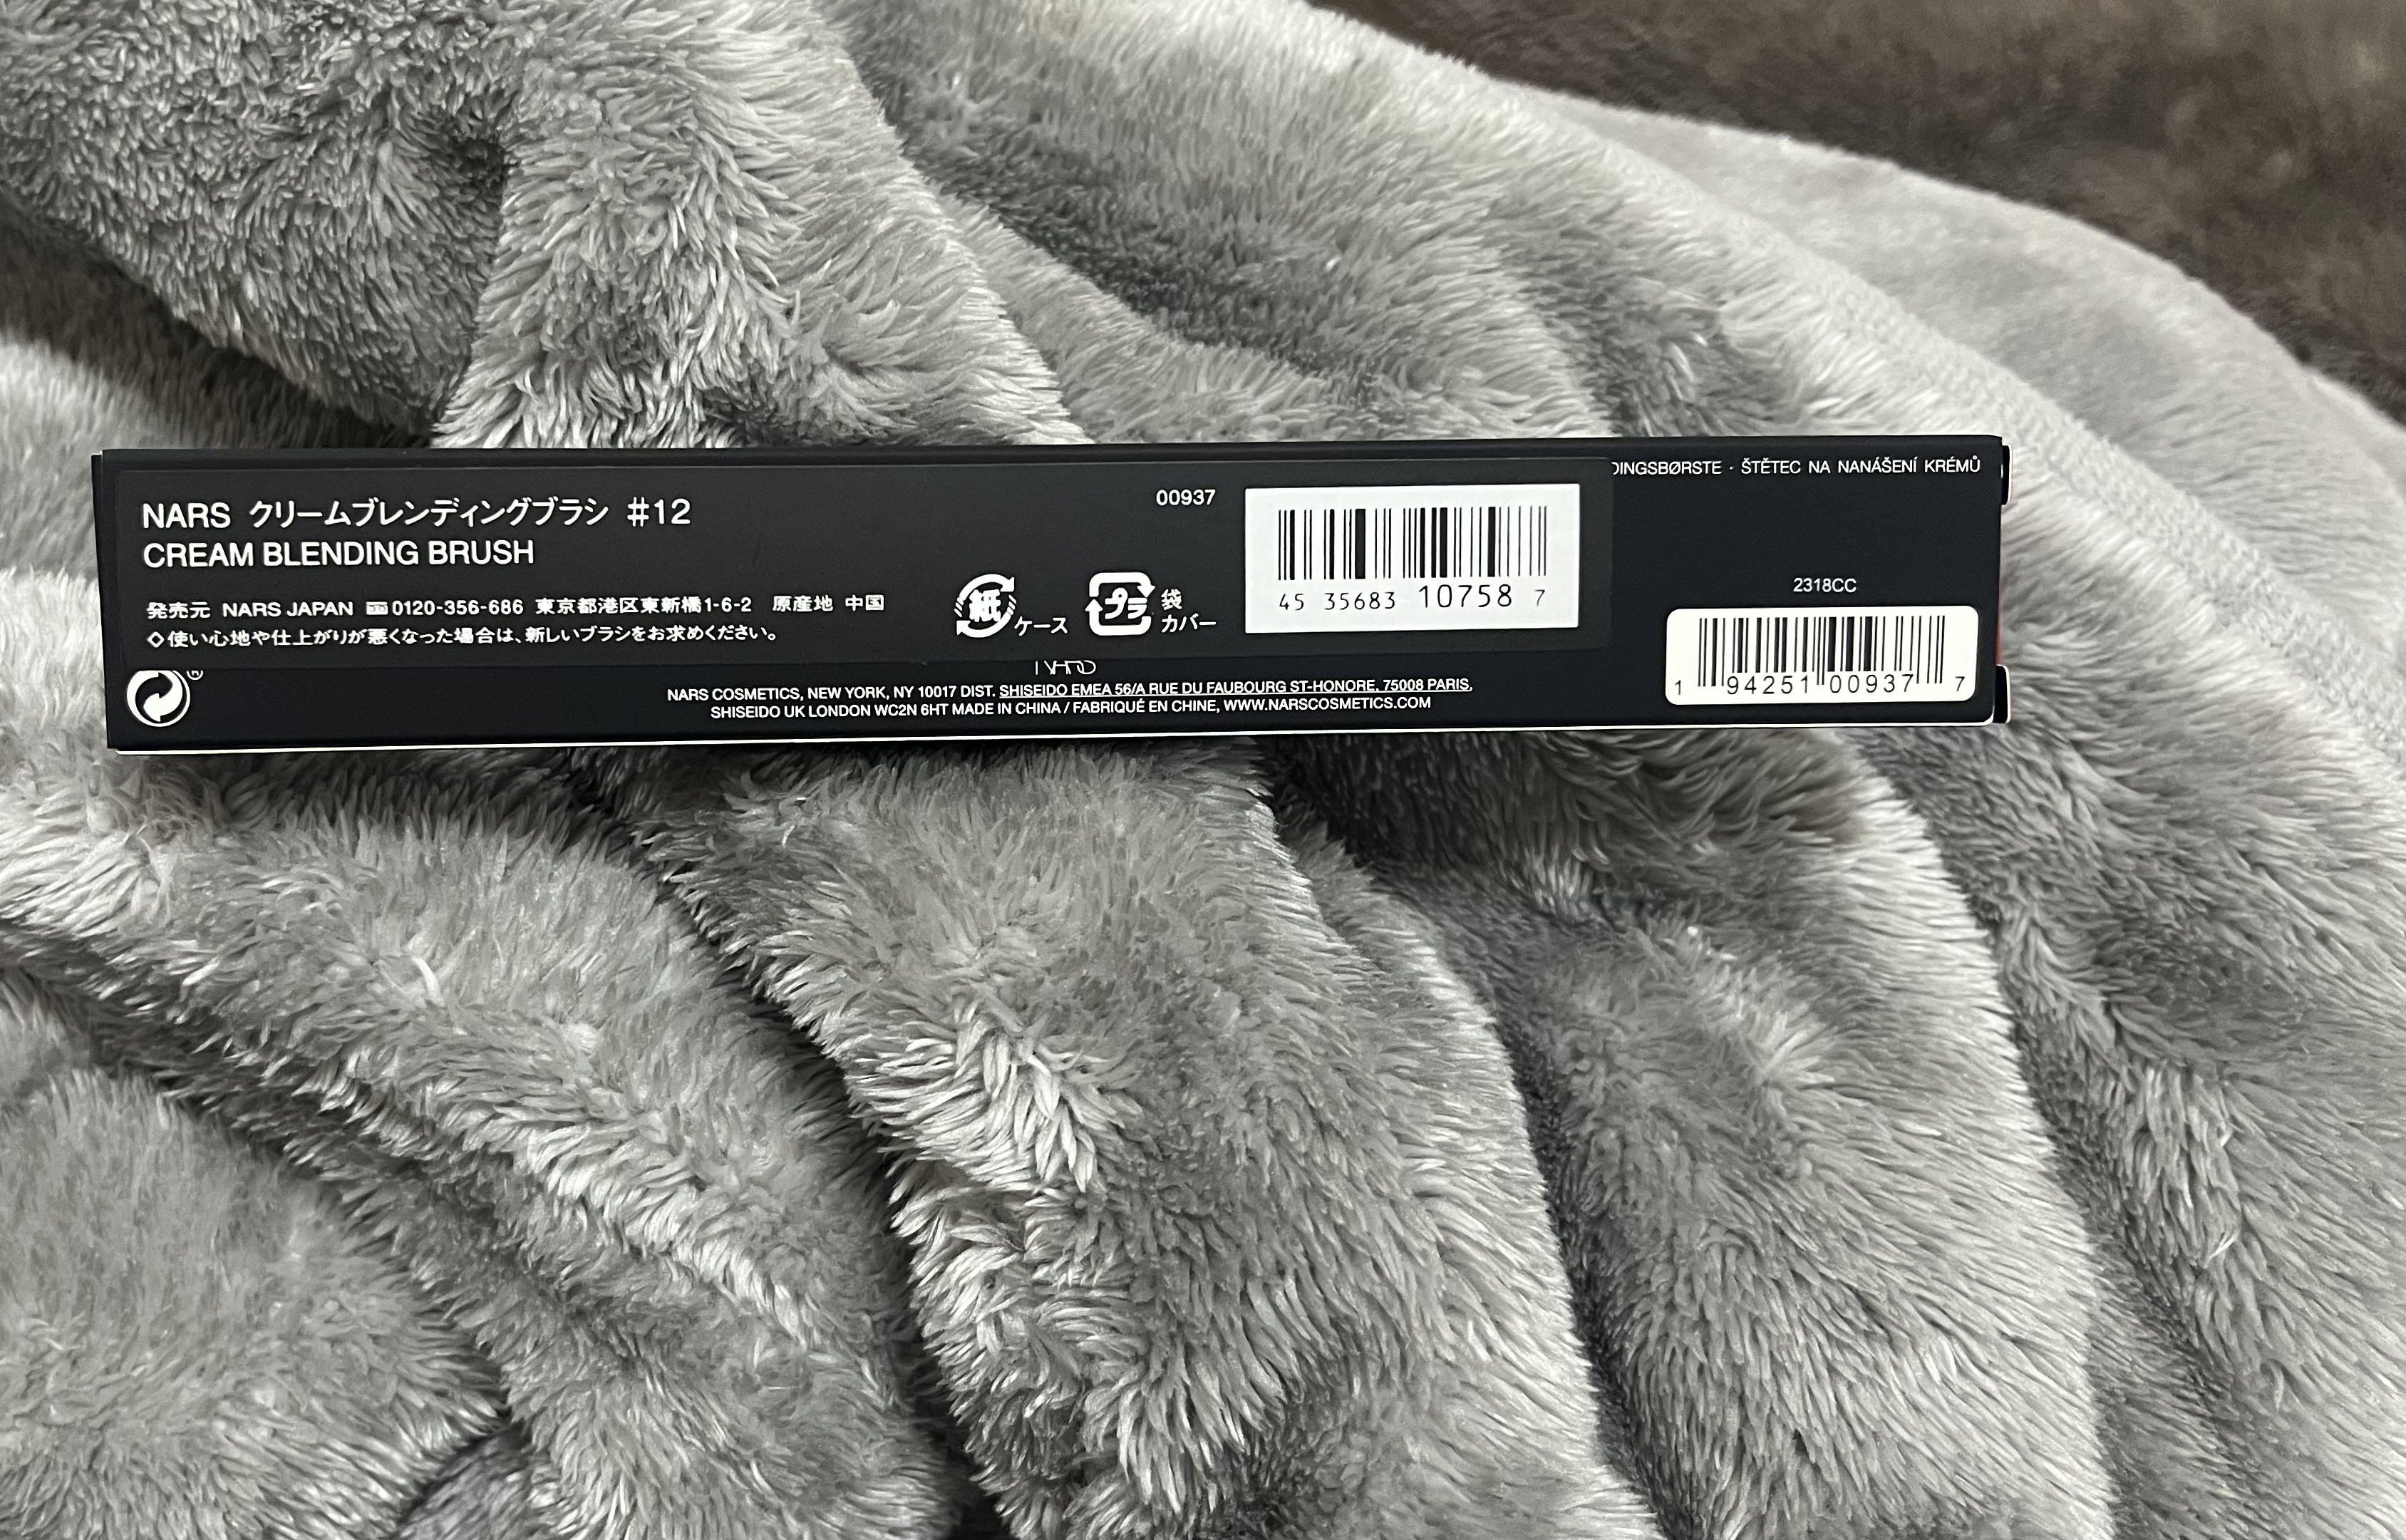 DINGSBØRSTE · ŠTĚTEC NA NANÁŠENÍ KRÉMŮ
NARS クリームブレンディングブラシ #12
CREAM BLENDING BRUSH
00937
発売元 NARS JAPAN 0120-356-686 東京都港区東新橋1-6-2 原産地 中国
◇使い心地や仕上がりが悪くなった場合は、新しいブラシをお求めください。
紙 ケース
プラ 袋
カバー
45 35683 10758 7
2318CC
1 94251 00937 7
®
NARS
NARS COSMETICS, NEW YORK, NY 10017 DIST. SHISEIDO EMEA 56/A RUE DU FAUBOURG ST-HONORE, 75008 PARIS,
SHISEIDO UK LONDON WC2N 6HT MADE IN CHINA / FABRIQUÉ EN CHINE, WWW.NARSCOSMETICS.COM